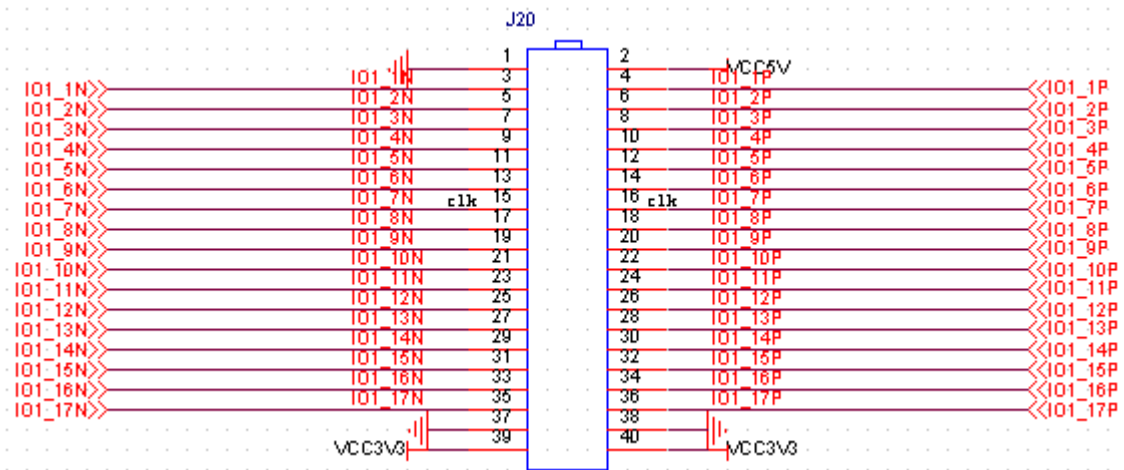 J20
1 2
VCC5V
IO1_1N 3 4 IO1_1P
IO1_1N 5 6 IO1_1P
IO1_2N IO1_2P
IO1_2N 7 8 IO1_2P
IO1_3N IO1_3P
IO1_3N 9 10 IO1_3P
IO1_4N IO1_4P
IO1_4N 11 12 IO1_4P
IO1_5N IO1_5P
IO1_5N 13 14 IO1_5P
IO1_6N IO1_6P
IO1_6N 15 16 IO1_6P
IO1_7N clk clk IO1_7P
IO1_7N 17 18 IO1_7P
IO1_8N IO1_8P
IO1_8N 19 20 IO1_8P
IO1_9N IO1_9P
IO1_9N 21 22 IO1_9P
IO1_10N IO1_10P
IO1_10N 23 24 IO1_10P
IO1_11N IO1_11P
IO1_11N 25 26 IO1_11P
IO1_12N IO1_12P
IO1_12N 27 28 IO1_12P
IO1_13N IO1_13P
IO1_13N 29 30 IO1_13P
IO1_14N IO1_14P
IO1_14N 31 32 IO1_14P
IO1_15N IO1_15P
IO1_15N 33 34 IO1_15P
IO1_16N IO1_16P
IO1_16N 35 36 IO1_16P
IO1_17N IO1_17P
IO1_17N 37 38 IO1_17P
39 40
VCC3V3 VCC3V3